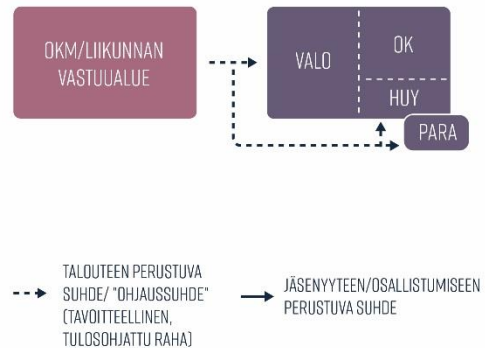 OKM/LIIKUNNAN
VASTUUALUE
VALO
OK
HUY
PARA
TALOUTEEN PERUSTUVA
SUHDE/ "OHJAUSSUHDE"
(TAVOITTEELLINEN,
TULOSOHJATTU RAHA)
JÄSENYYTEEN/OSALLISTUMISEEN
PERUSTUVA SUHDE